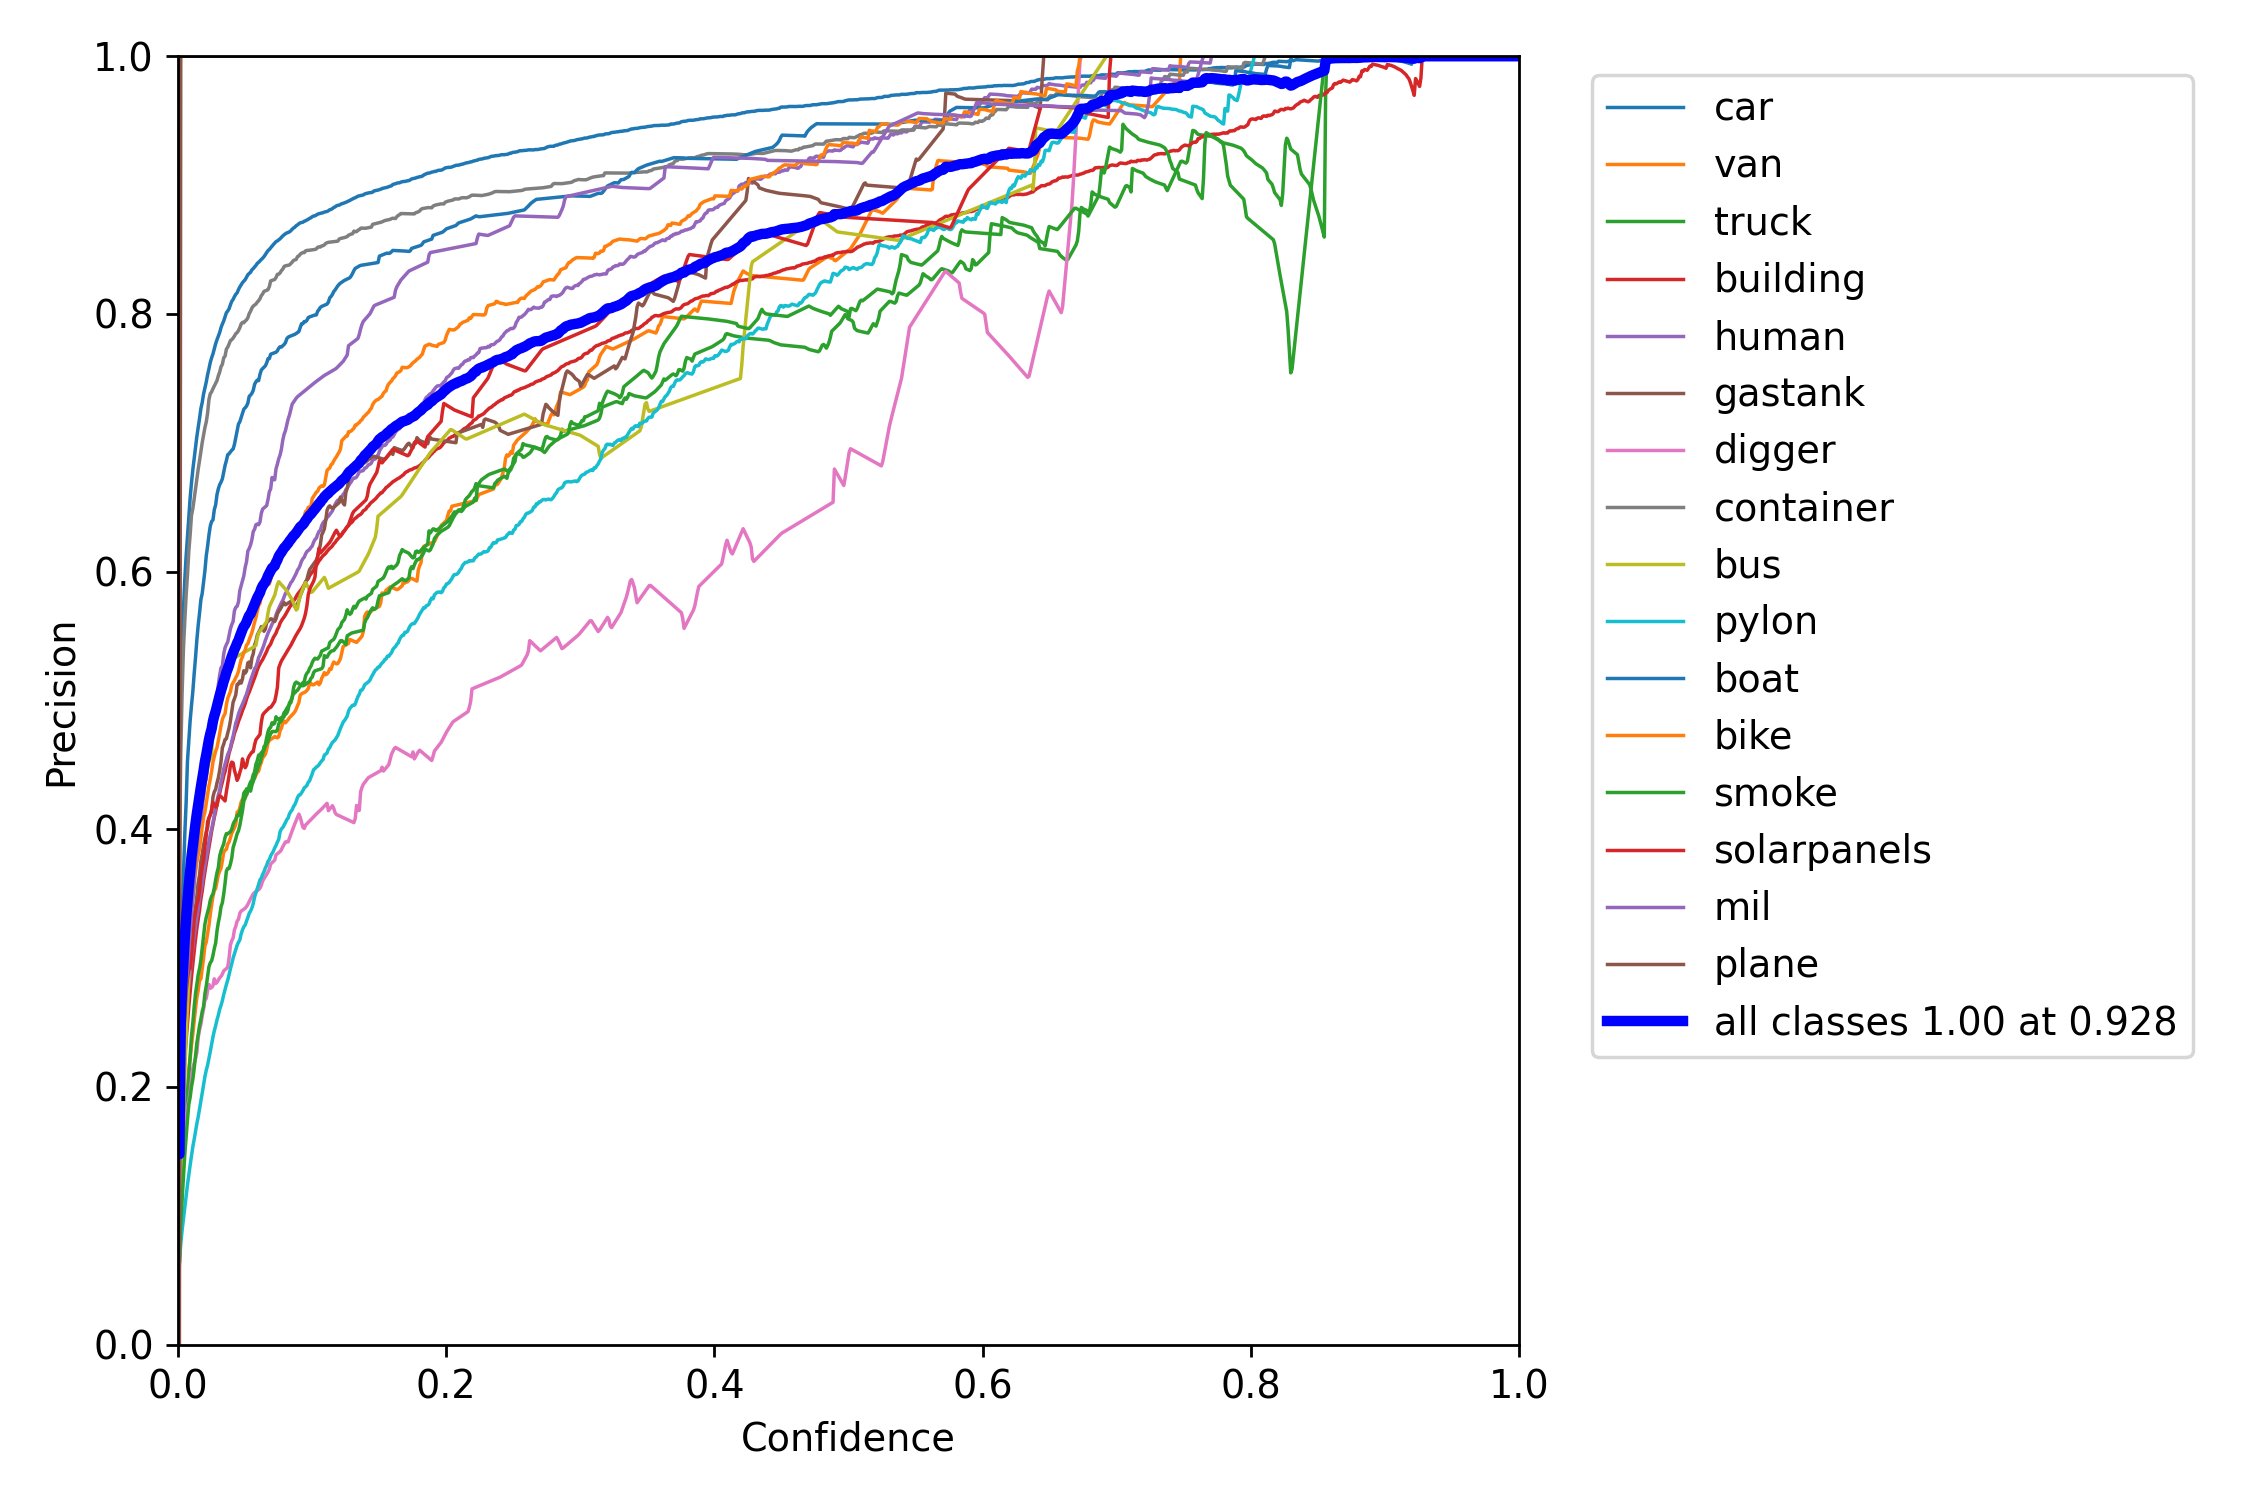 1.0
0.8
0.6
0.4
0.2
0.0
0.0 0.2 0.4 0.6 0.8 1.0
Precision
Confidence
car
van
truck
building
human
gastank
digger
container
bus
pylon
boat
bike
smoke
solarpanels
mil
plane
all classes 1.00 at 0.928